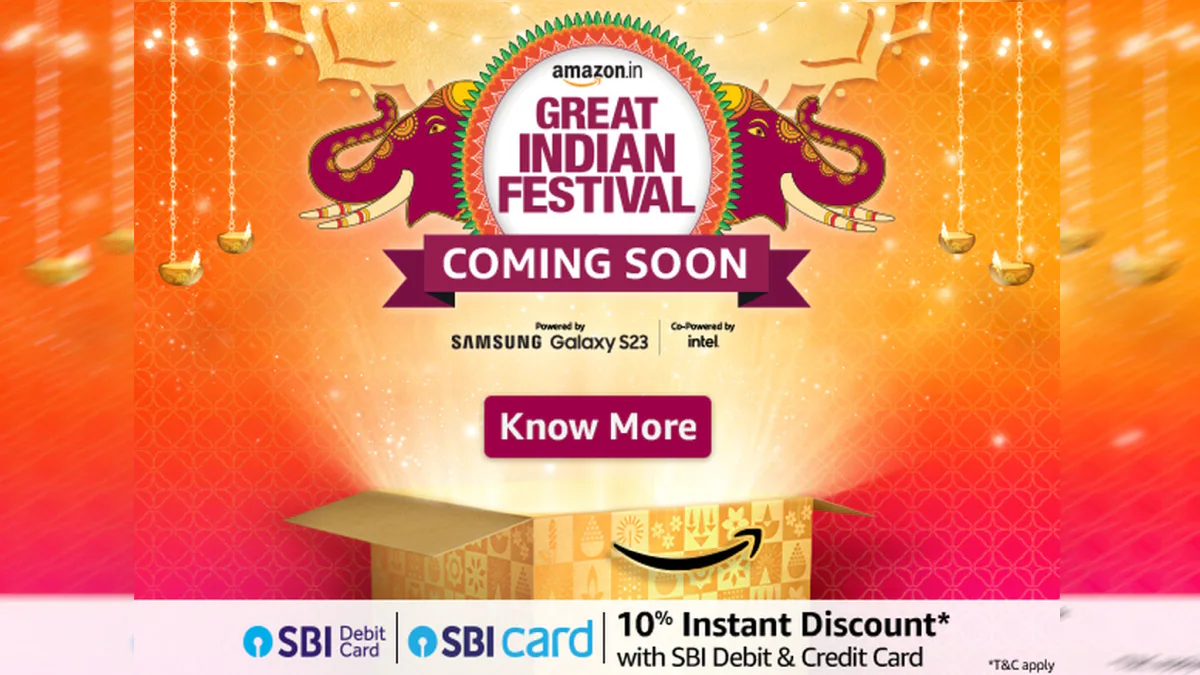 amazon.in
GREAT
INDIAN
FESTIVAL
COMING SOON
Powered by
SAMSUNG Galaxy S23
Co-Powered by
intel
Know More
SBI Debit
Card
SBI card
10% Instant Discount*
with SBI Debit & Credit Card
*T&C apply